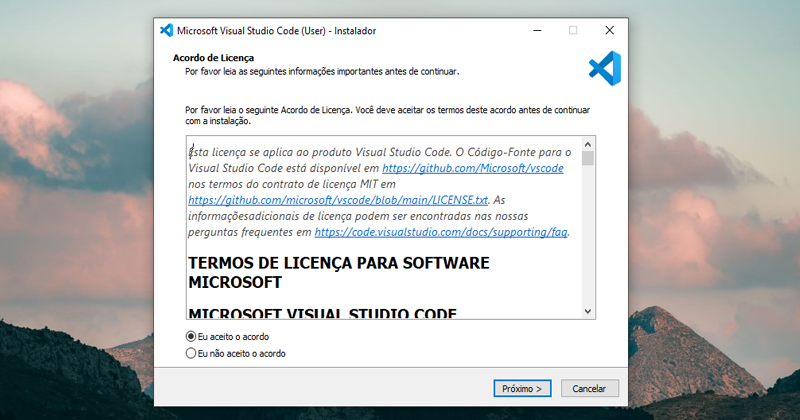 Microsoft Visual Studio Code (User) - Instalador
Acordo de Licença
Por favor leia as seguintes informações importantes antes de continuar.
Por favor leia o seguinte Acordo de Licença. Você deve aceitar os termos deste acordo antes de continuar
com a instalação.
Esta licença se aplica ao produto Visual Studio Code. O Código-Fonte para o
Visual Studio Code está disponível em https://github.com/Microsoft/vscode
nos termos do contrato de licença MIT em
https://github.com/microsoft/vscode/blob/main/LICENSE.txt. As
informaçõesadicionais de licença podem ser encontradas nas nossas
perguntas frequentes em https://code.visualstudio.com/docs/supporting/faq.
TERMOS DE LICENÇA PARA SOFTWARE
MICROSOFT
MICROSOFT VISUAL STUDIO CODE
Eu aceito o acordo
Eu não aceito o acordo
Próximo >
Cancelar